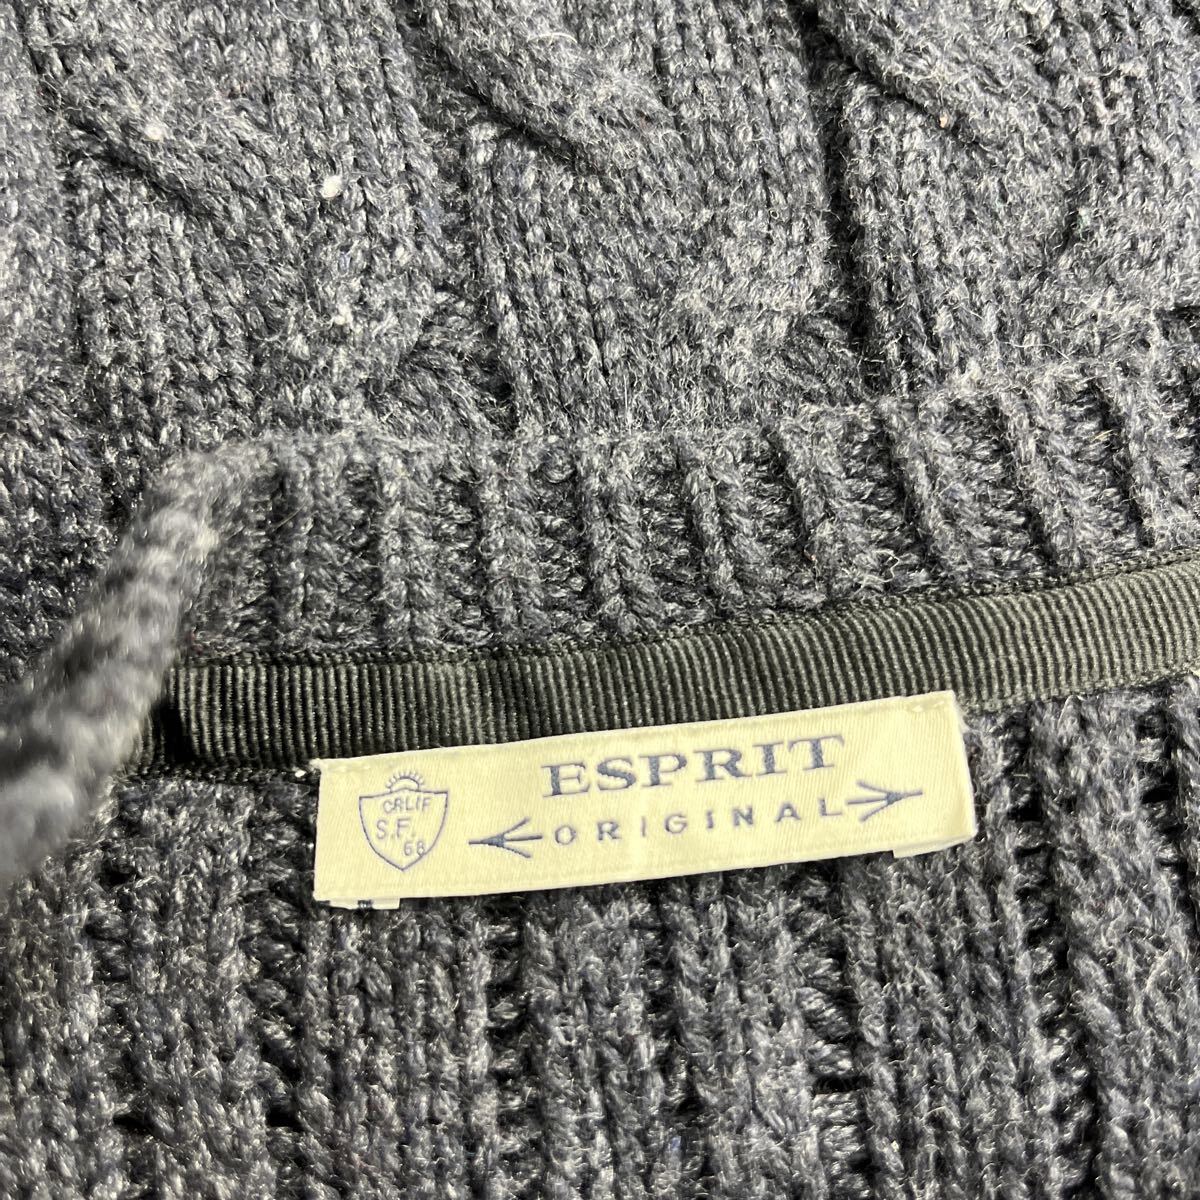 CALIF
S.F.
68
ESPRIT
ORIGINAL